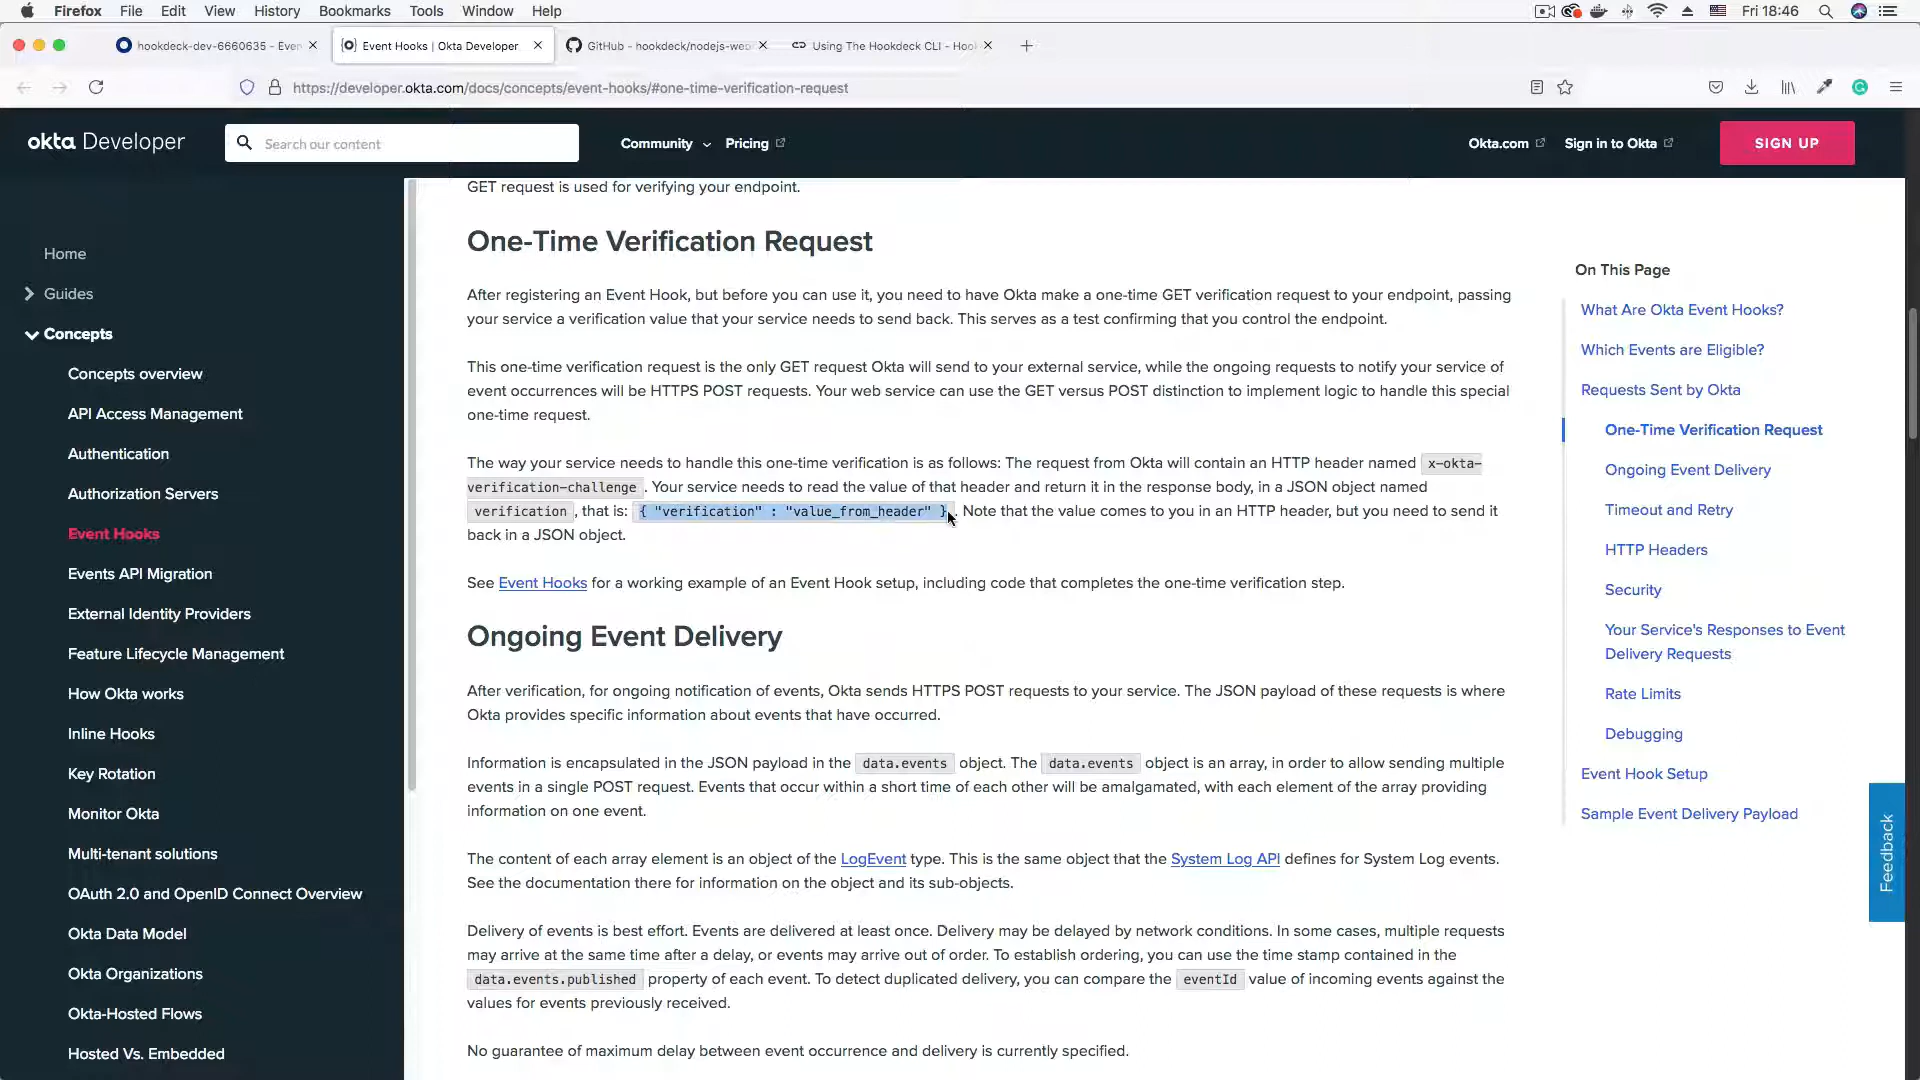 Firefox File Edit View History Bookmarks Tools Window Help Fri 18:46
hookdeck-dev-6660635 - Even
Event Hooks | Okta Developer
GitHub - hookdeck/nodejs-web
Using The Hookdeck CLI - Hoo
https://developer.okta.com/docs/concepts/event-hooks/#one-time-verification-request
okta Developer
Search our content
Community
Pricing
Okta.com
Sign in to Okta
SIGN UP
Home
Guides
Concepts
Concepts overview
API Access Management
Authentication
Authorization Servers
Event Hooks
Events API Migration
External Identity Providers
Feature Lifecycle Management
How Okta works
Inline Hooks
Key Rotation
Monitor Okta
Multi-tenant solutions
OAuth 2.0 and OpenID Connect Overview
Okta Data Model
Okta Organizations
Okta-Hosted Flows
Hosted Vs. Embedded
GET request is used for verifying your endpoint.
One-Time Verification Request
After registering an Event Hook, but before you can use it, you need to have Okta make a one-time GET verification request to your endpoint, passing
your service a verification value that your service needs to send back. This serves as a test confirming that you control the endpoint.
This one-time verification request is the only GET request Okta will send to your external service, while the ongoing requests to notify your service of
event occurrences will be HTTPS POST requests. Your web service can use the GET versus POST distinction to implement logic to handle this special
one-time request.
The way your service needs to handle this one-time verification is as follows: The request from Okta will contain an HTTP header named x-okta-
verification-challenge . Your service needs to read the value of that header and return it in the response body, in a JSON object named
verification , that is: { "verification" : "value_from_header" } . Note that the value comes to you in an HTTP header, but you need to send it
back in a JSON object.
See Event Hooks for a working example of an Event Hook setup, including code that completes the one-time verification step.
Ongoing Event Delivery
After verification, for ongoing notification of events, Okta sends HTTPS POST requests to your service. The JSON payload of these requests is where
Okta provides specific information about events that have occurred.
Information is encapsulated in the JSON payload in the data.events object. The data.events object is an array, in order to allow sending multiple
events in a single POST request. Events that occur within a short time of each other will be amalgamated, with each element of the array providing
information on one event.
The content of each array element is an object of the LogEvent type. This is the same object that the System Log API defines for System Log events.
See the documentation there for information on the object and its sub-objects.
Delivery of events is best effort. Events are delivered at least once. Delivery may be delayed by network conditions. In some cases, multiple requests
may arrive at the same time after a delay, or events may arrive out of order. To establish ordering, you can use the time stamp contained in the
data.events.published property of each event. To detect duplicated delivery, you can compare the eventId value of incoming events against the
values for events previously received.
No guarantee of maximum delay between event occurrence and delivery is currently specified.
On This Page
What Are Okta Event Hooks?
Which Events are Eligible?
Requests Sent by Okta
One-Time Verification Request
Ongoing Event Delivery
Timeout and Retry
HTTP Headers
Security
Your Service's Responses to Event
Delivery Requests
Rate Limits
Debugging
Event Hook Setup
Sample Event Delivery Payload
Feedback